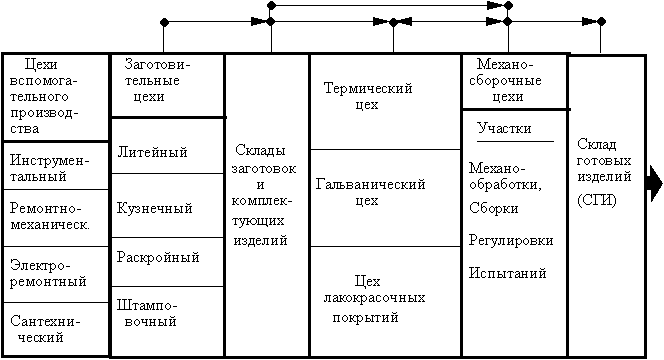 Цехи
вспомога-
тельного
производ-
ства
Инструмен-
тальный
Ремонтно-
механическ.
Электро-
ремонтный
Сантехни-
ческий
Заготови-
тельные
цехи
Литейный
Кузнечный
Раскройный
Штампо-
вочный
Склады
заготовок
и
комплек-
тующих
изделий
Термический
цех
Гальванический
цех
Цех
лакокрасочных
покрытий
Механо-
сборочные
цехи
Участки
Механо-
обработки,
Сборки
Регулировки
Испытаний
Склад
готовых
изделий
(СГИ)